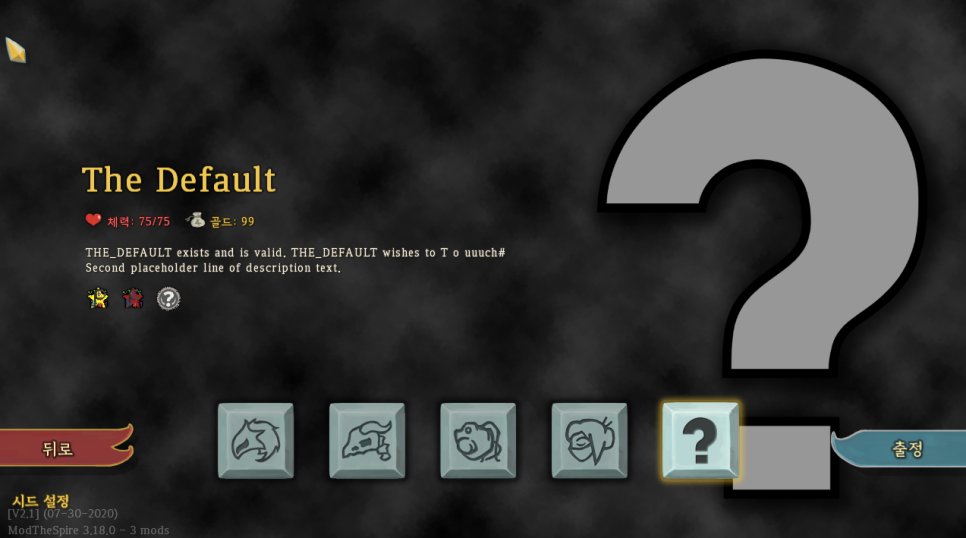 The Default
체력: 75/75 골드: 99
THE_DEFAULT exists and is valid. THE_DEFAULT wishes to T o uuuch#
Second placeholder line of description text.
뒤로
출정
시드 설정
[V2.1] (07-30-2020)
ModTheSpire 3.18.0 - 3 mods